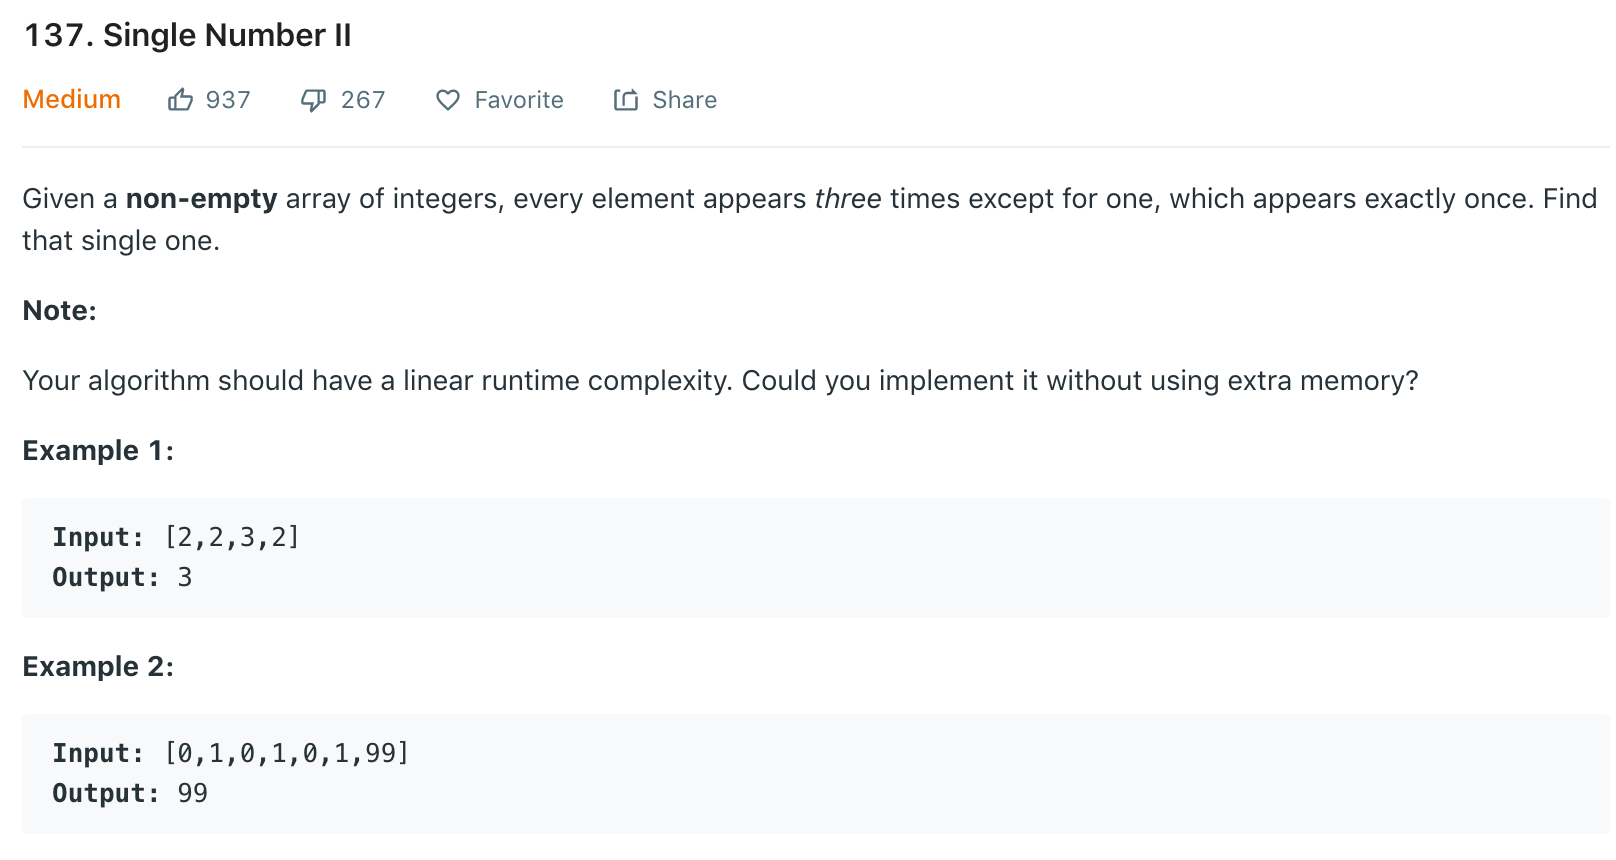 137. Single Number II
Medium 937 267 Favorite Share
Given a non-empty array of integers, every element appears three times except for one, which appears exactly once. Find
that single one.
Note:
Your algorithm should have a linear runtime complexity. Could you implement it without using extra memory?
Example 1:
Input: [2,2,3,2]
Output: 3
Example 2:
Input: [0,1,0,1,0,1,99]
Output: 99